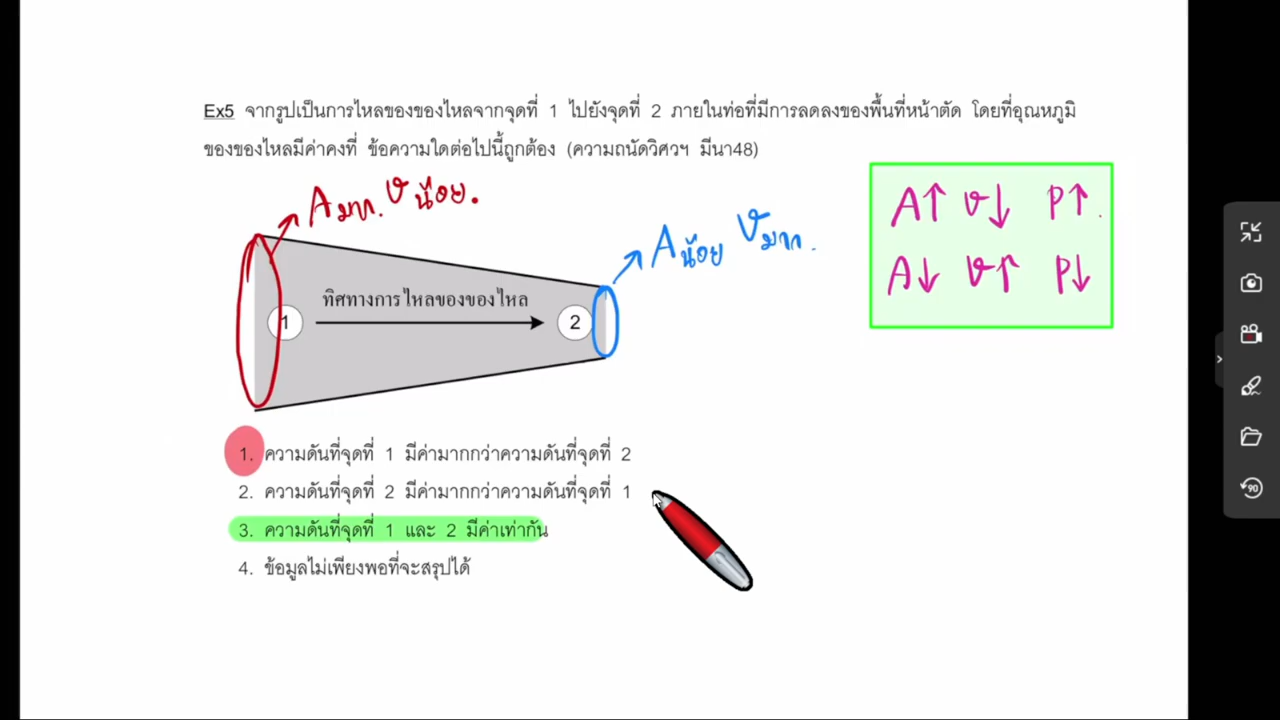 Ex5 จากรูปเป็นการไหลของของไหลจากจุดที่ 1 ไปยังจุดที่ 2 ภายในท่อที่มีการลดลงของพื้นที่หน้าตัด โดยที่อุณหภูมิ
ของของไหลมีค่าคงที่ ข้อความใดต่อไปนี้ถูกต้อง (ความถนัดวิศวฯ มีนา48)
A มาก. v น้อย.
A น้อย v มาก.
A↑ v↓ P↑.
A↓ v↑ P↓
ทิศทางการไหลของของไหล
1
2
1. ความดันที่จุดที่ 1 มีค่ามากกว่าความดันที่จุดที่ 2
2. ความดันที่จุดที่ 2 มีค่ามากกว่าความดันที่จุดที่ 1
3. ความดันที่จุดที่ 1 และ 2 มีค่าเท่ากัน
4. ข้อมูลไม่เพียงพอที่จะสรุปได้
90